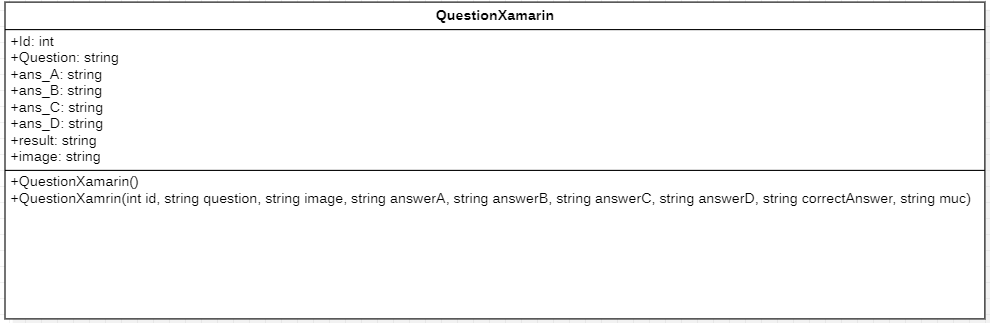 QuestionXamarin
+Id: int
+Question: string
+ans_A: string
+ans_B: string
+ans_C: string
+ans_D: string
+result: string
+image: string
+QuestionXamarin()
+QuestionXamrin(int id, string question, string image, string answerA, string answerB, string answerC, string answerD, string correctAnswer, string muc)